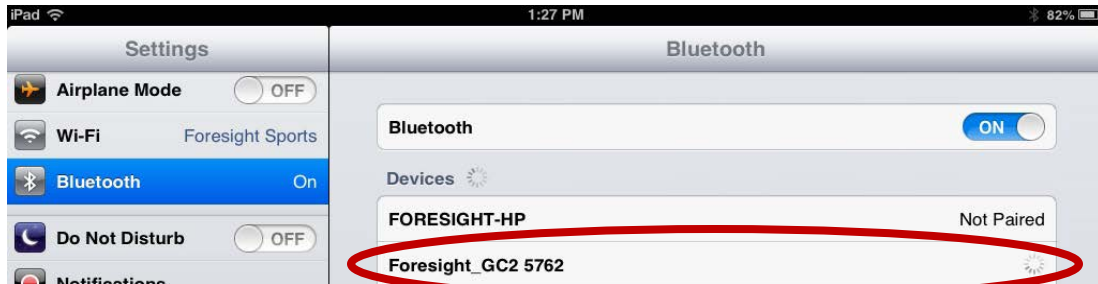 iPad 1:27 PM 82%
Settings Bluetooth
Airplane Mode OFF
Wi-Fi Foresight Sports
Bluetooth On
Do Not Disturb OFF
Notifications
Bluetooth ON
Devices
FORESIGHT-HP Not Paired
Foresight_GC2 5762